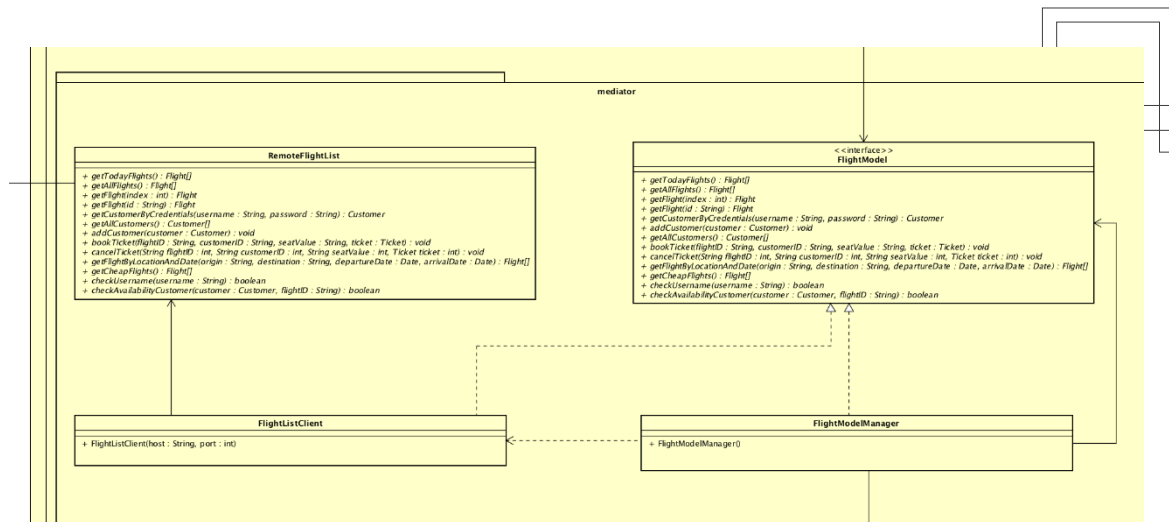 mediator
RemoteFlightList
+ getTodayFlights() : Flight[]
+ getAllFlights() : Flight[]
+ getFlight(index : int) : Flight
+ getFlight(id : String) : Flight
+ getCustomerByCredentials(username : String, password : String) : Customer
+ getAllCustomers() : Customer[]
+ addCustomer(customer : Customer) : void
+ bookTicket(flightID : String, customerID : String, seatValue : String, ticket : Ticket) : void
+ cancelTicket(String flightID : int, String customerID : int, String seatValue : int, Ticket ticket : int) : void
+ getFlightByLocationAndDate(origin : String, destination : String, departureDate : Date, arrivalDate : Date) : Flight[]
+ getCheapFlights() : Flight[]
+ checkUsername(username : String) : boolean
+ checkAvailabilityCustomer(customer : Customer, flightID : String) : boolean
<<interface>>
FlightModel
+ getTodayFlights() : Flight[]
+ getAllFlights() : Flight[]
+ getFlight(index : int) : Flight
+ getFlight(id : String) : Flight
+ getCustomerByCredentials(username : String, password : String) : Customer
+ addCustomer(customer : Customer) : void
+ getAllCustomers() : Customer[]
+ bookTicket(flightID : String, customerID : String, seatValue : String, ticket : Ticket) : void
+ cancelTicket(String flightID : int, String customerID : int, String seatValue : int, Ticket ticket : int) : void
+ getFlightByLocationAndDate(origin : String, destination : String, departureDate : Date, arrivalDate : Date) : Flight[]
+ getCheapFlights() : Flight[]
+ checkUsername(username : String) : boolean
+ checkAvailabilityCustomer(customer : Customer, flightID : String) : boolean
FlightListClient
+ FlightListClient(host : String, port : int)
FlightModelManager
+ FlightModelManager()